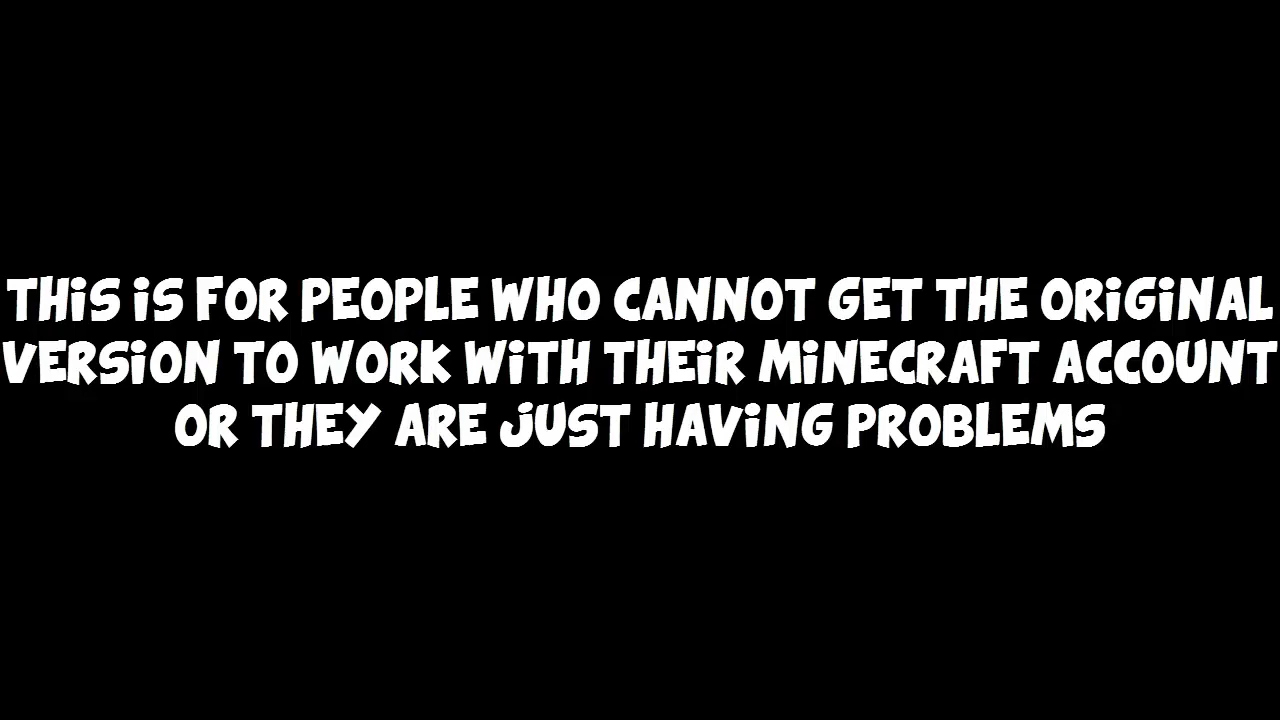 THiS iS FOR PEOPLE WHO CANNOT GET THE ORiGiNAL
VERSiON TO WORK WiTH THEiR MiNECRAFT ACCOUNT
OR THEY ARE JUST HAViNG PROBLEMS